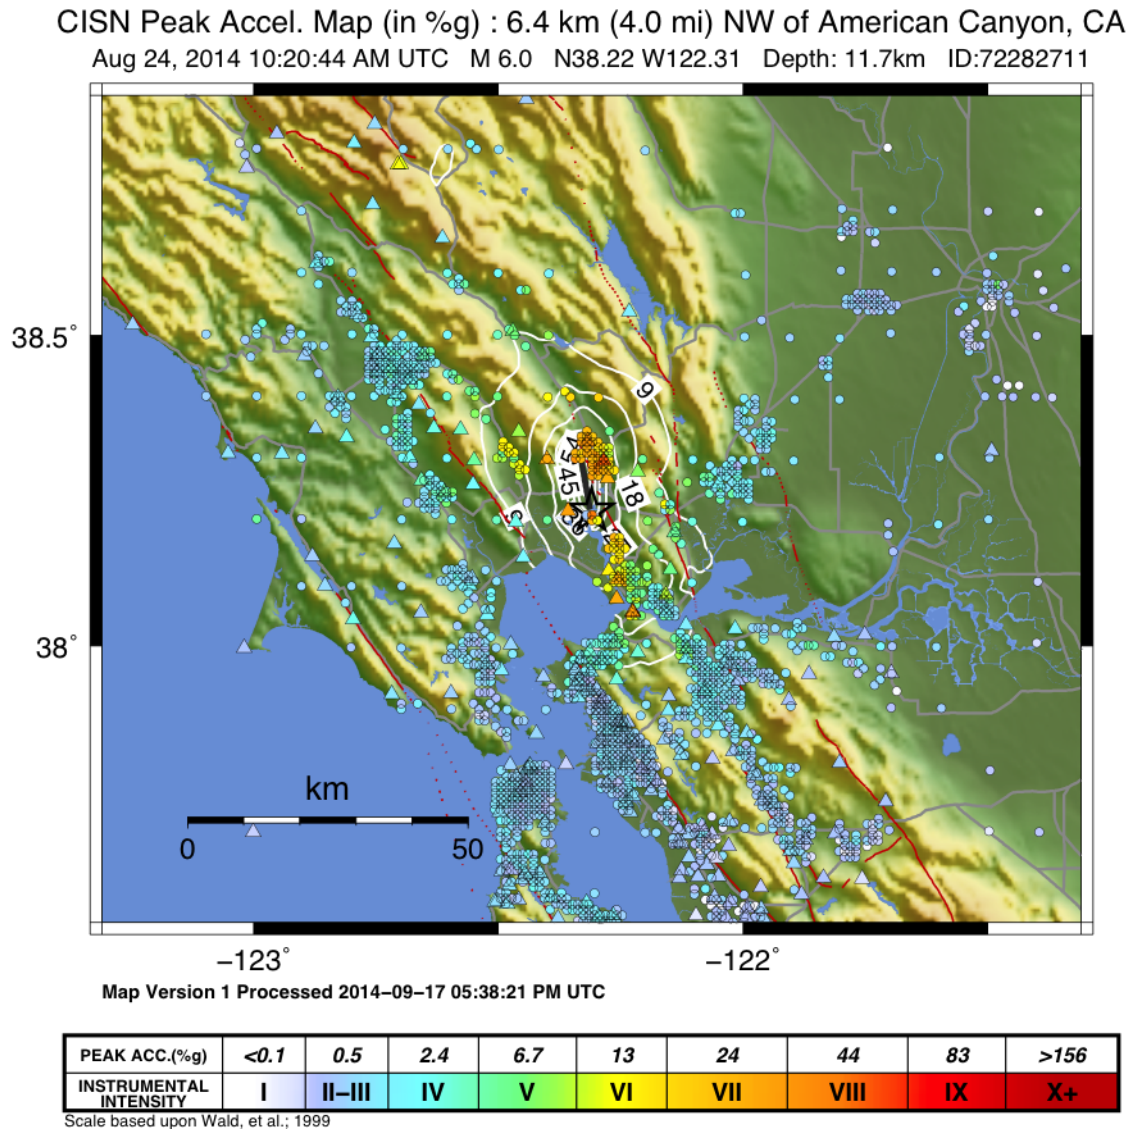 CISN Peak Accel. Map (in %g) : 6.4 km (4.0 mi) NW of American Canyon, CA
Aug 24, 2014 10:20:44 AM UTC M 6.0 N38.22 W122.31 Depth: 11.7km ID:72282711
38.5°
9
45
18
38°
km
0 50
−123° −122°
Map Version 1 Processed 2014−09−17 05:38:21 PM UTC
PEAK ACC.(%g) <0.1 0.5 2.4 6.7 13 24 44 83 >156
INSTRUMENTAL INTENSITY I II−III IV V VI VII VIII IX X+
Scale based upon Wald, et al.; 1999